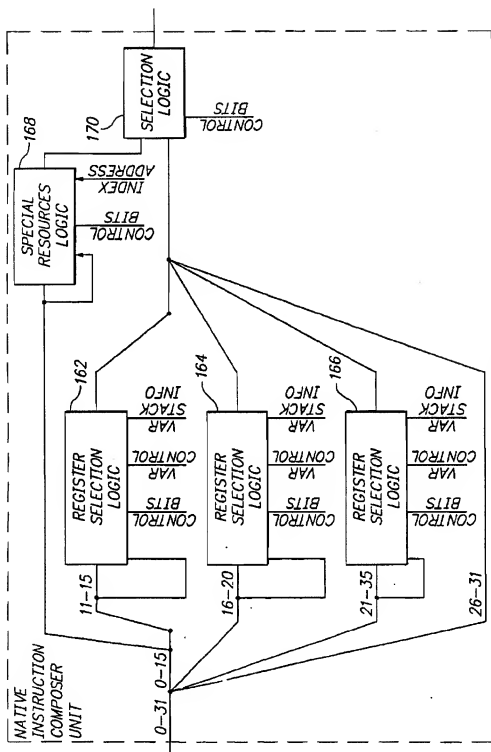 NATIVE
INSTRUCTION
COMPOSER
UNIT
0-31
0-15
168
SPECIAL
RESOURCES
LOGIC
CONTROL
BITS
INDEX
ADDRESS
170
SELECTION
LOGIC
CONTROL
BITS
11-15
162
REGISTER
SELECTION
LOGIC
CONTROL
BITS
VAR
CONTROL
VAR
STACK
INFO
16-20
164
REGISTER
SELECTION
LOGIC
CONTROL
BITS
VAR
CONTROL
VAR
STACK
INFO
21-35
166
REGISTER
SELECTION
LOGIC
CONTROL
BITS
VAR
CONTROL
VAR
STACK
INFO
26-31